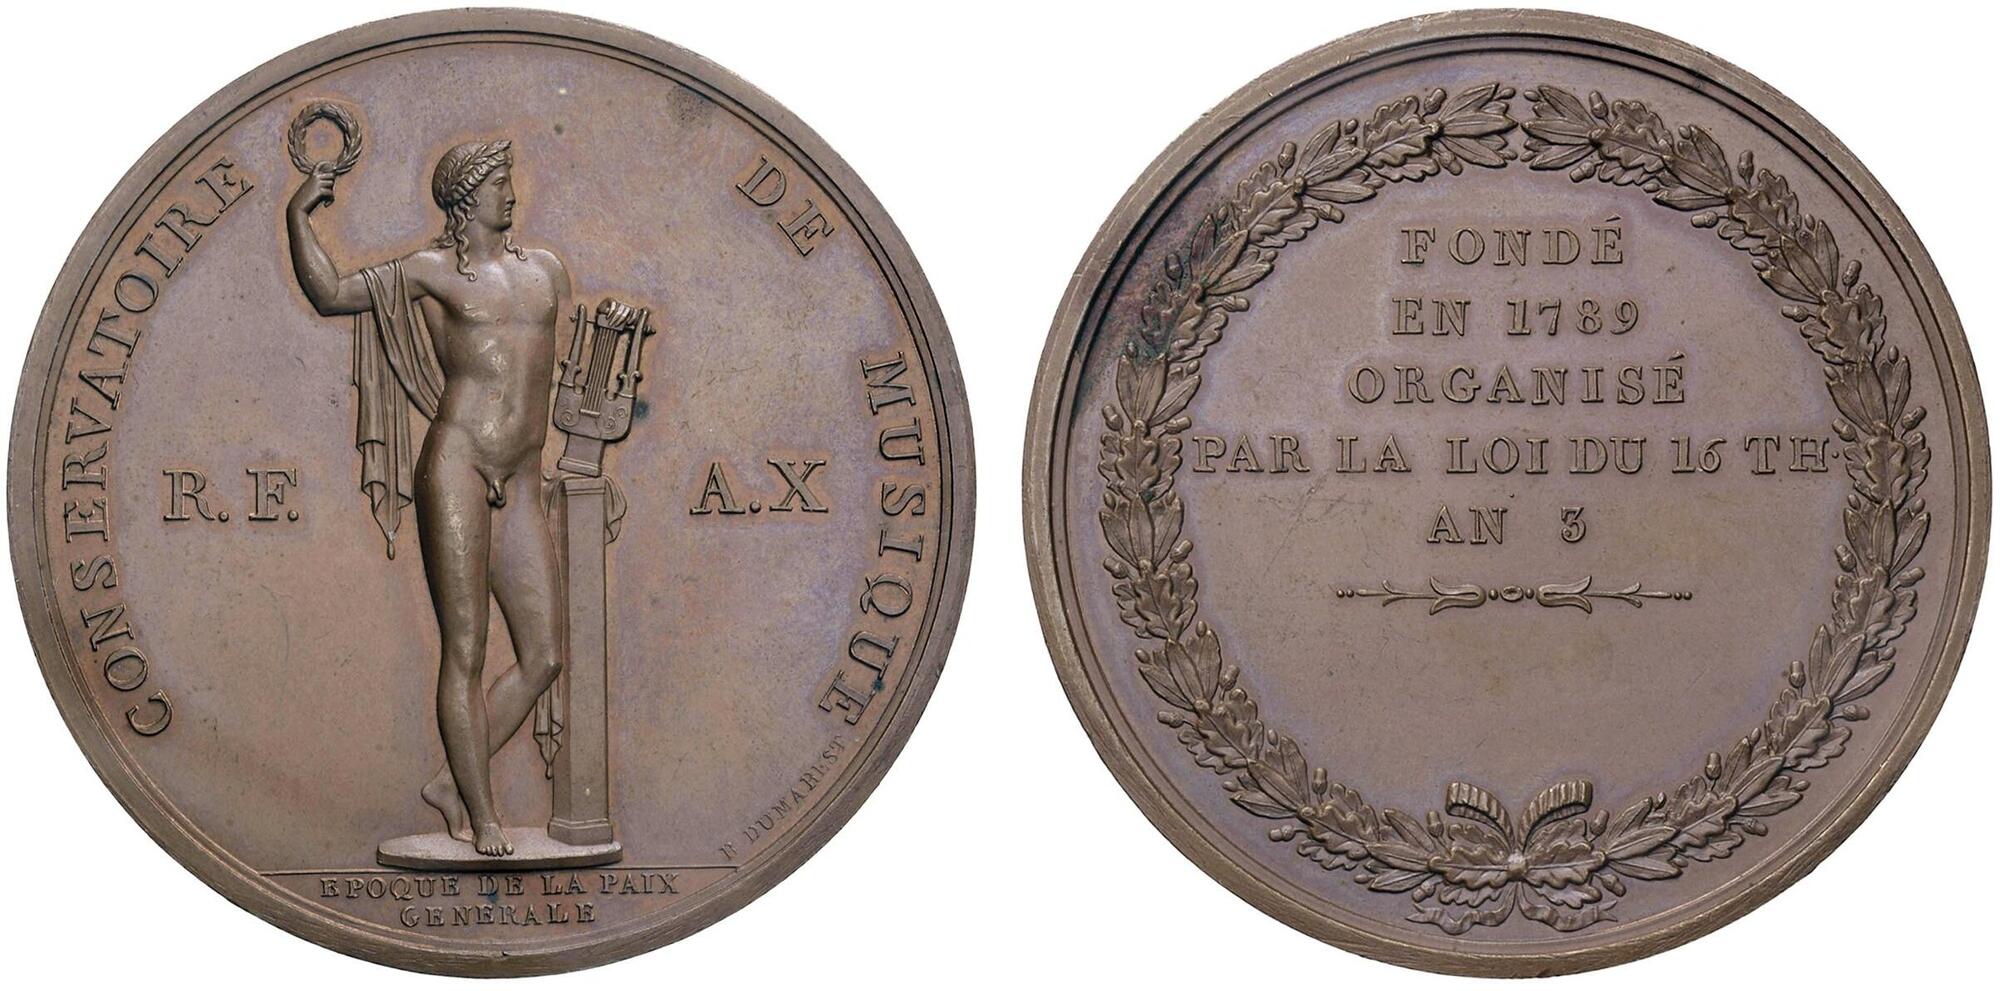 CONSERVATOIRE DE MUSIQUE
R. F. A. X
DUMAREST
EPOQUE DE LA PAIX
GENERALE
FONDÉ
EN 1789
ORGANISÉ
PAR LA LOI DU 16 TH.
AN 3